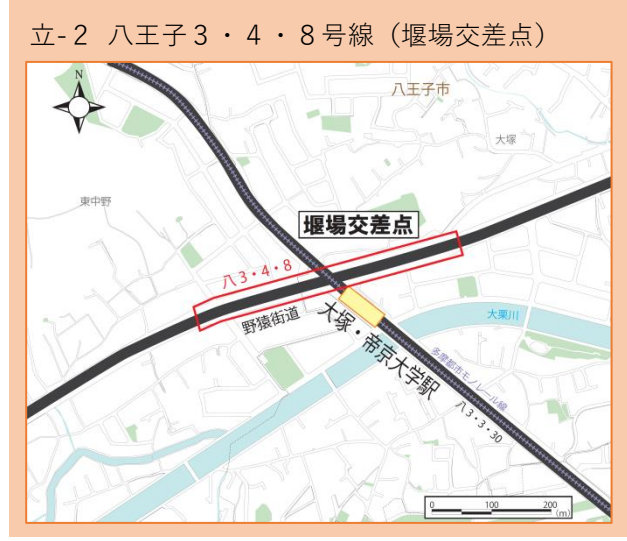 立-2 八王子3・4・8号線（堰場交差点）
N
八王子市
大塚
東中野
堰場交差点
八3・4・8
野猿街道
大塚・帝京大学駅
大栗川
多摩都市モノレール線
八3・3・30
0 100 200
(m)